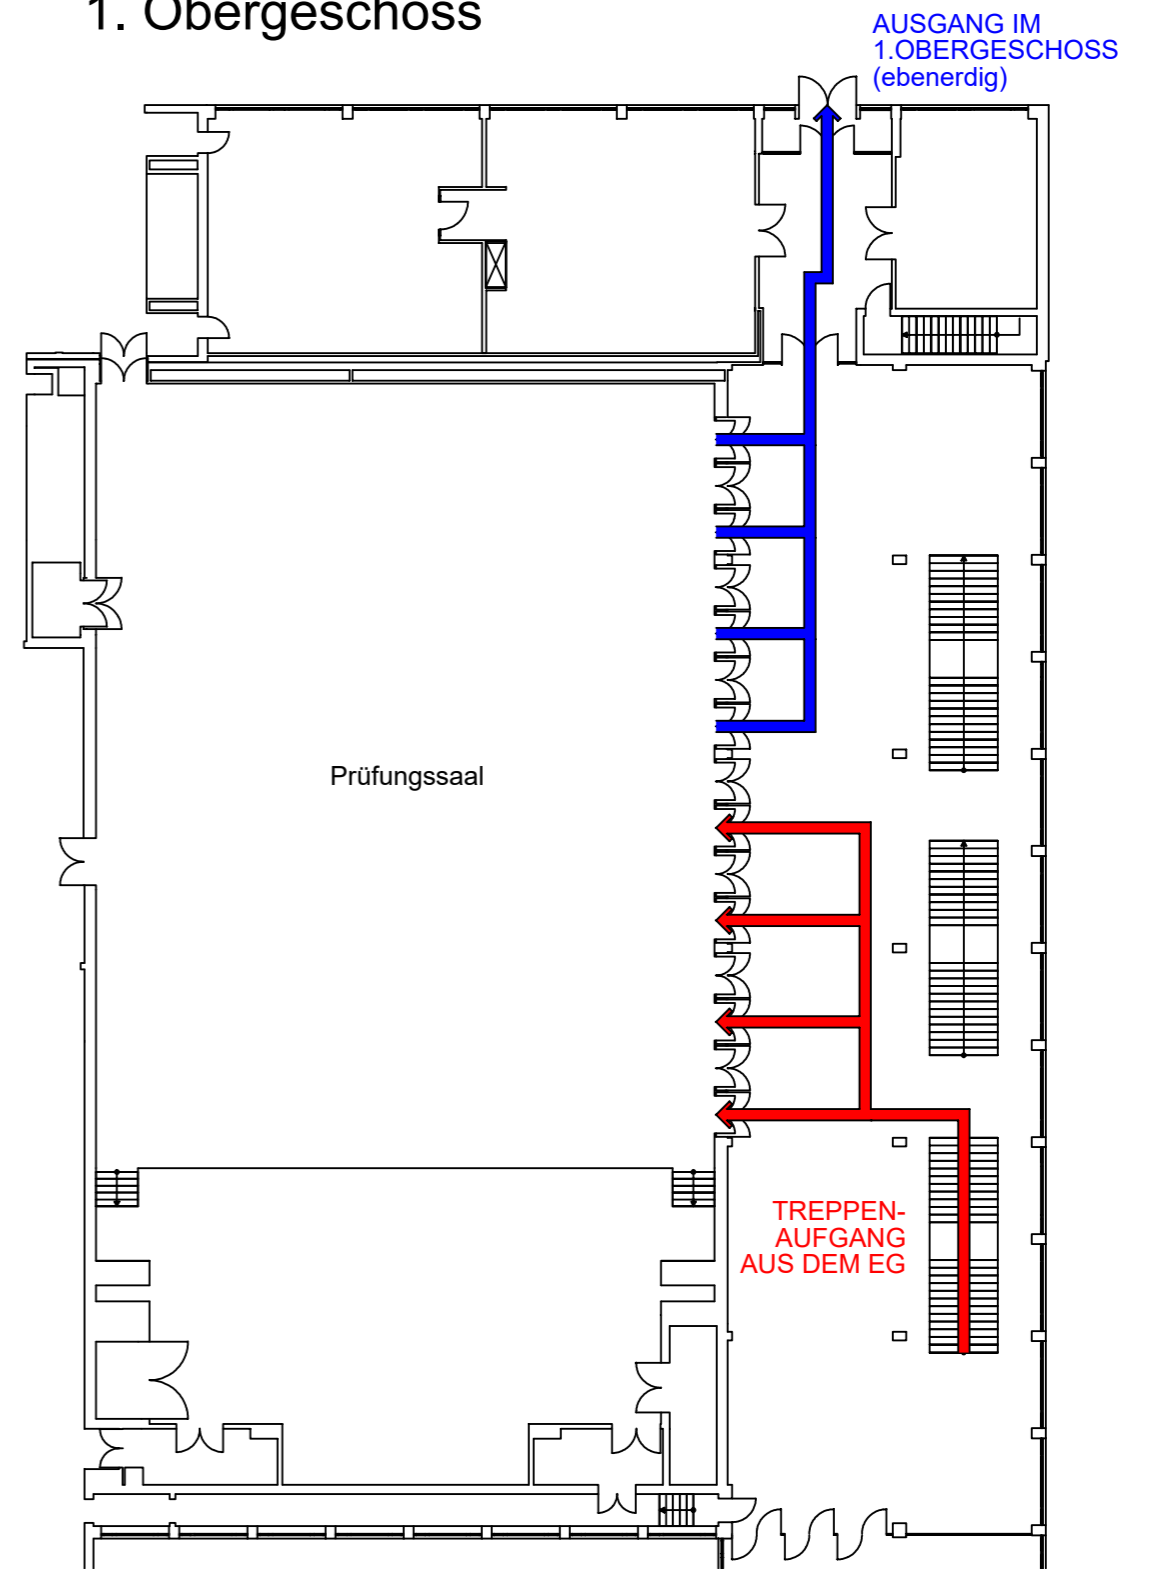 1. Obergeschoss
AUSGANG IM
1.OBERGESCHOSS
(ebenerdig)
Prüfungssaal
TREPPEN-
AUFGANG
AUS DEM EG